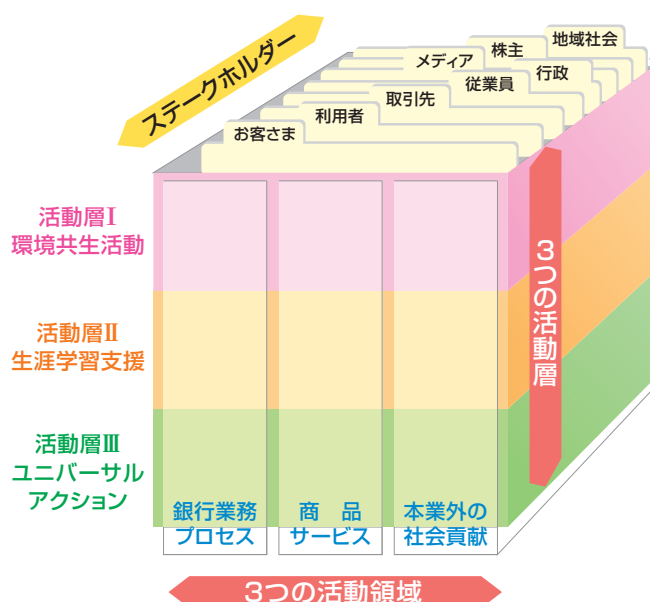 ステークホルダー
地域社会
株主
メディア
行政
従業員
取引先
利用者
お客さま
活動層Ⅰ
環境共生活動
活動層Ⅱ
生涯学習支援
活動層Ⅲ
ユニバーサル
アクション
3つの活動層
銀行業務
プロセス
商　品
サービス
本業外の
社会貢献
3つの活動領域